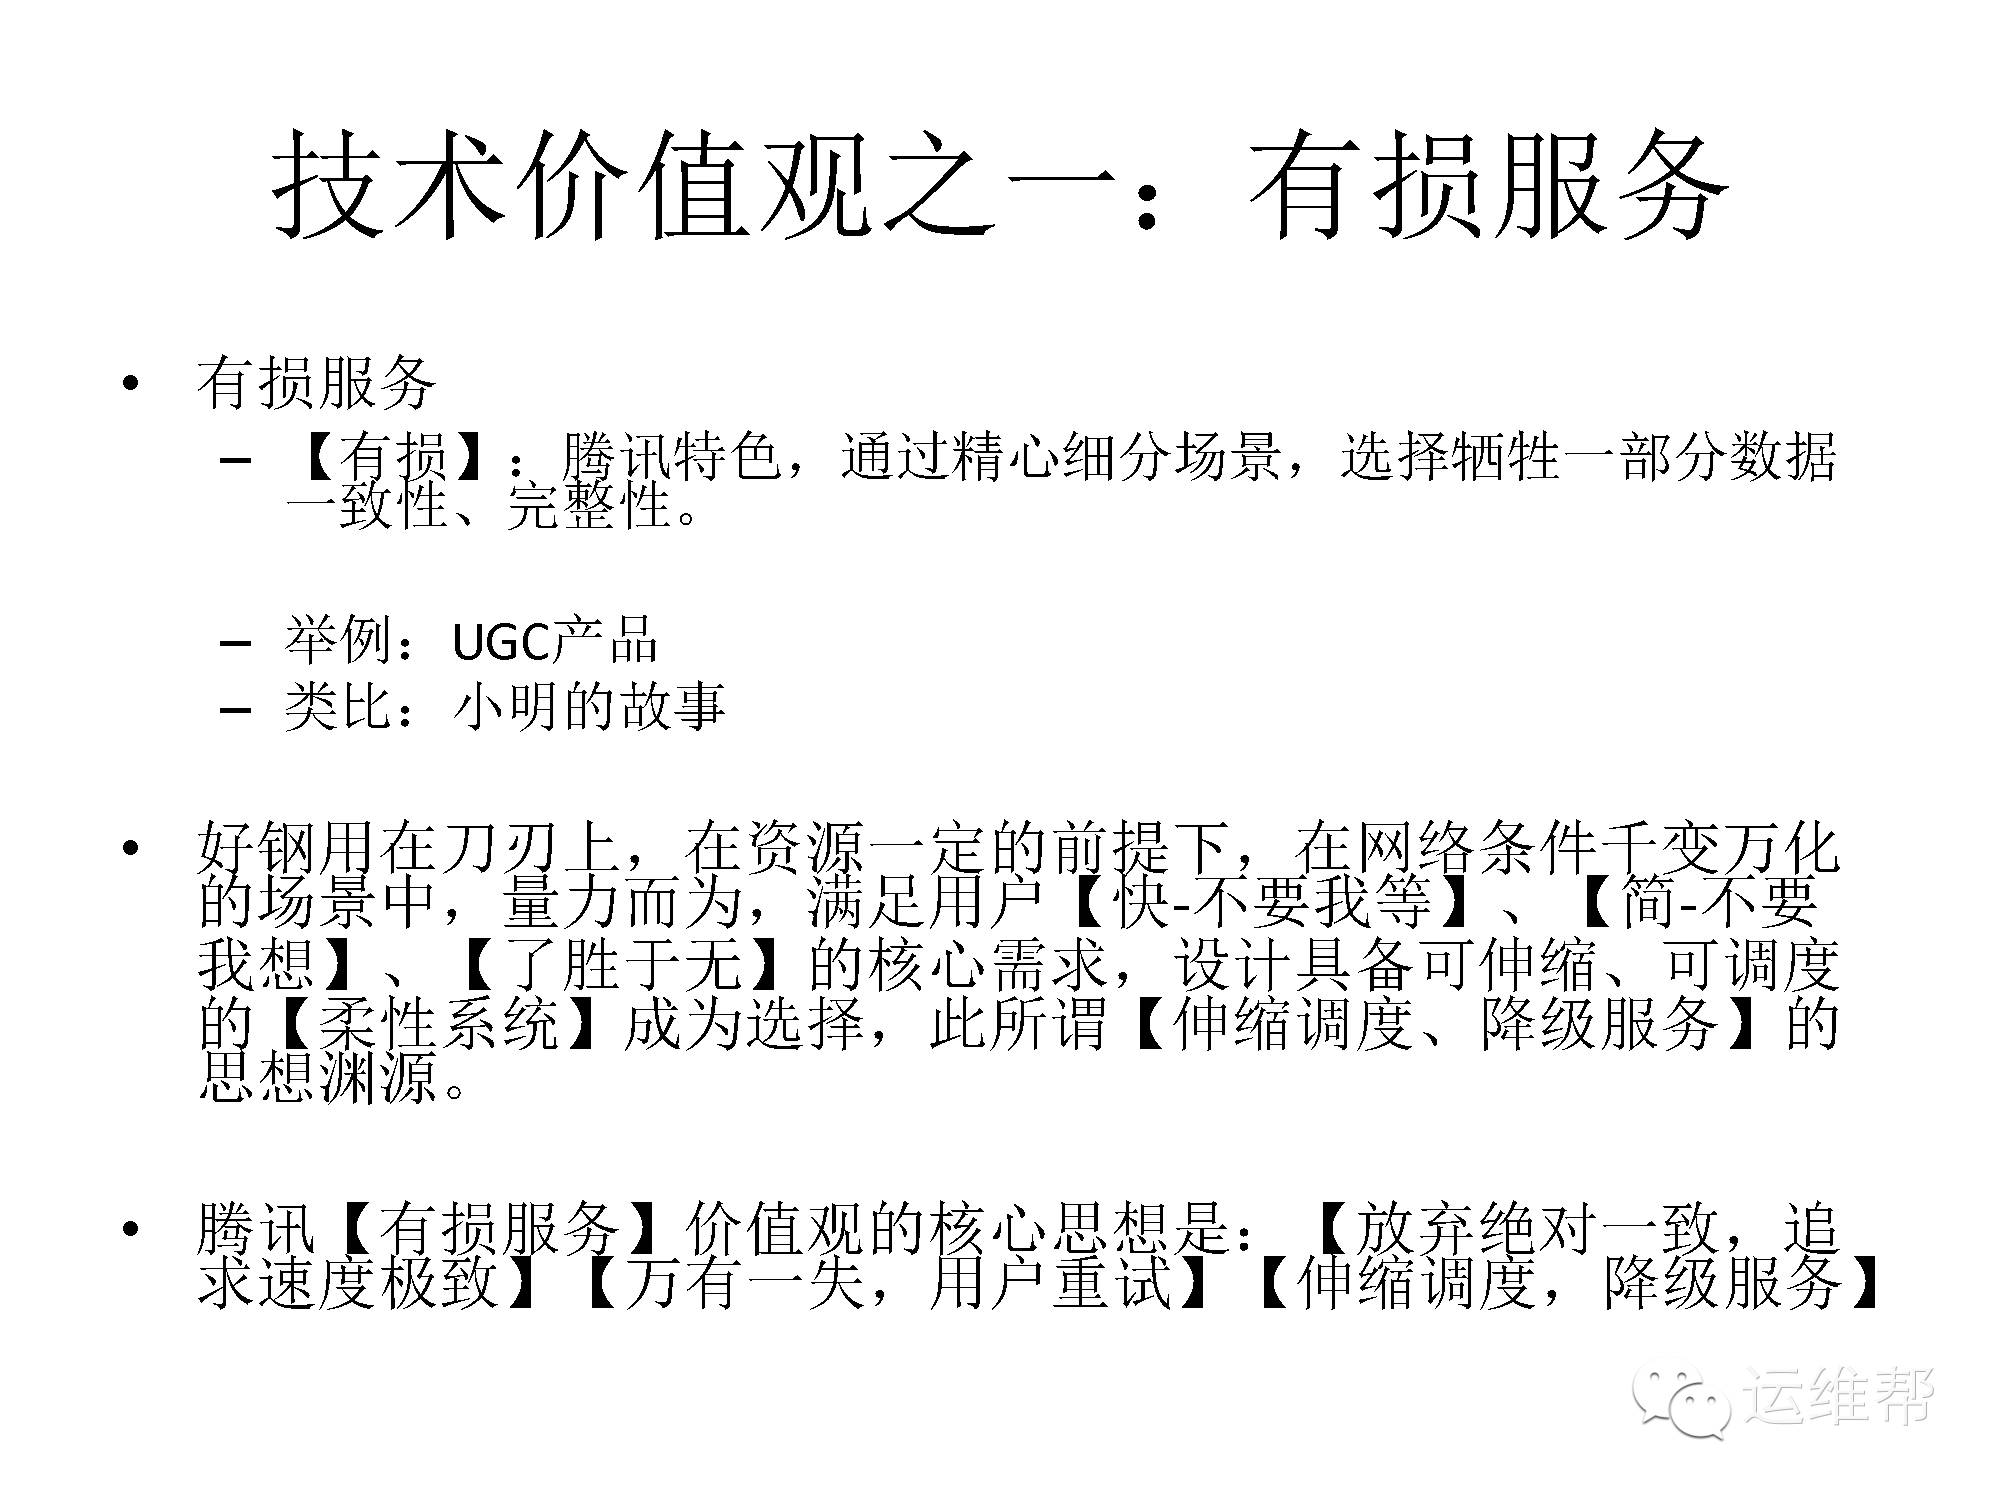 技术价值观之一：有损服务
• 有损服务
– 【有损】：腾讯特色，通过精心细分场景，选择牺牲一部分数据
一致性、完整性。
– 举例：UGC产品
– 类比：小明的故事
• 好钢用在刀刃上，在资源一定的前提下，在网络条件千变万化
的场景中，量力而为，满足用户【快-不要我等】、【简-不要
我想】、【了胜于无】的核心需求，设计具备可伸缩、可调度
的【柔性系统】成为选择，此所谓【伸缩调度、降级服务】的
思想渊源。
• 腾讯【有损服务】价值观的核心思想是：【放弃绝对一致，追
求速度极致】【万有一失，用户重试】【伸缩调度，降级服务】
运维帮